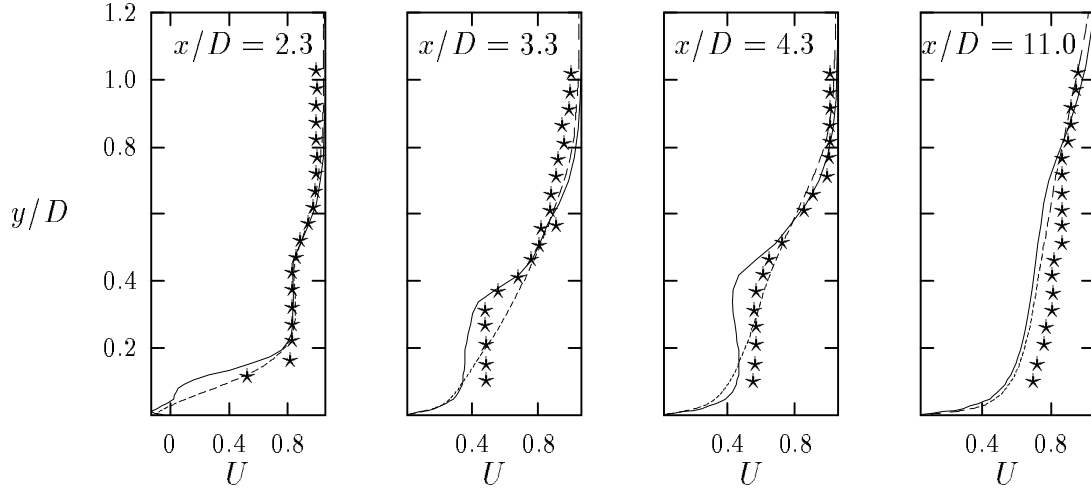 1.2
x/D = 2.3
x/D = 3.3
x/D = 4.3
x/D = 11.0
1.0
0.8
y/D
0.4
0.2
0 0.4 0.8
0.4 0.8
0.4 0.8
0.4 0.8
U
U
U
U